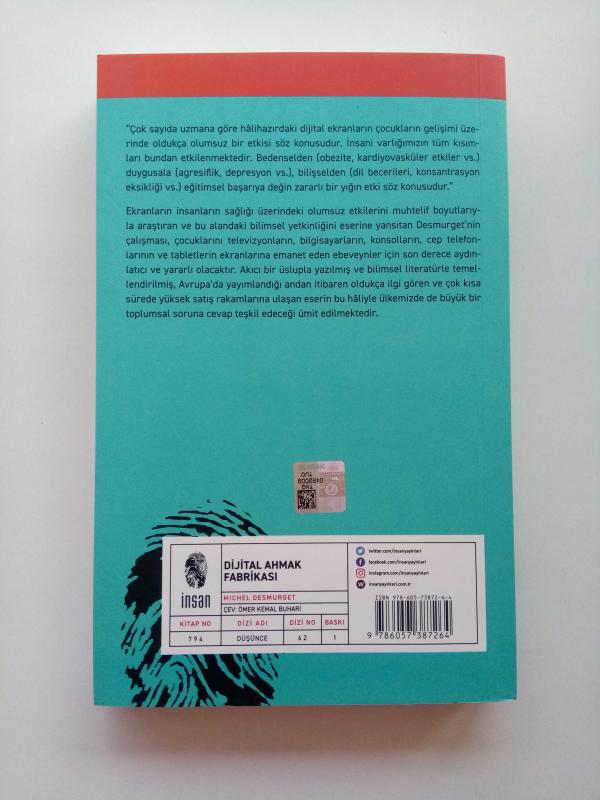 "Çok sayıda uzmana göre hâlihazırdaki dijital ekranların çocukların gelişimi üze-
rinde oldukça olumsuz bir etkisi söz konusudur. İnsani varlığımızın tüm kısım-
ları bundan etkilenmektedir. Bedenselden (obezite, kardiyovasküler etkiler vs.)
duygusala (agresiflik, depresyon vs.), bilişselden (dil becerileri, konsantrasyon
eksikliği vs.) eğitimsel başarıya değin zararlı bir yığın etki söz konusudur."
Ekranların insanların sağlığı üzerindeki olumsuz etkilerini muhtelif boyutlarıy-
la araştıran ve bu alandaki bilimsel yetkinliğini eserine yansıtan Desmurget'nin
çalışması, çocuklarını televizyonların, bilgisayarların, konsolların, cep telefon-
larının ve tabletlerin ekranlarına emanet eden ebeveynler için son derece aydın-
latıcı ve yararlı olacaktır. Akıcı bir üslupla yazılmış ve bilimsel literatürle temel-
lendirilmiş, Avrupa'da yayımlandığı andan itibaren oldukça ilgi gören ve çok kısa
sürede yüksek satış rakamlarına ulaşan eserin bu hâliyle ülkemizde de büyük bir
toplumsal soruna cevap teşkil edeceği ümit edilmektedir.
THG
0482009
TUO
insan
DİJİTAL AHMAK
FABRİKASI
MICHEL DESMURGET
ÇEV: ÖMER KEMAL BUHARİ
KİTAP NO DİZİ ADI DİZİ NO BASKI
794 DÜŞÜNCE 62 1
twitter.com/insanyayinlari
facebook.com/insanyayinlari
instagram.com/insanyayinlari
insanyayinlari.com.tr
ISBN 978-605-73872-6-4
9 786057 387264